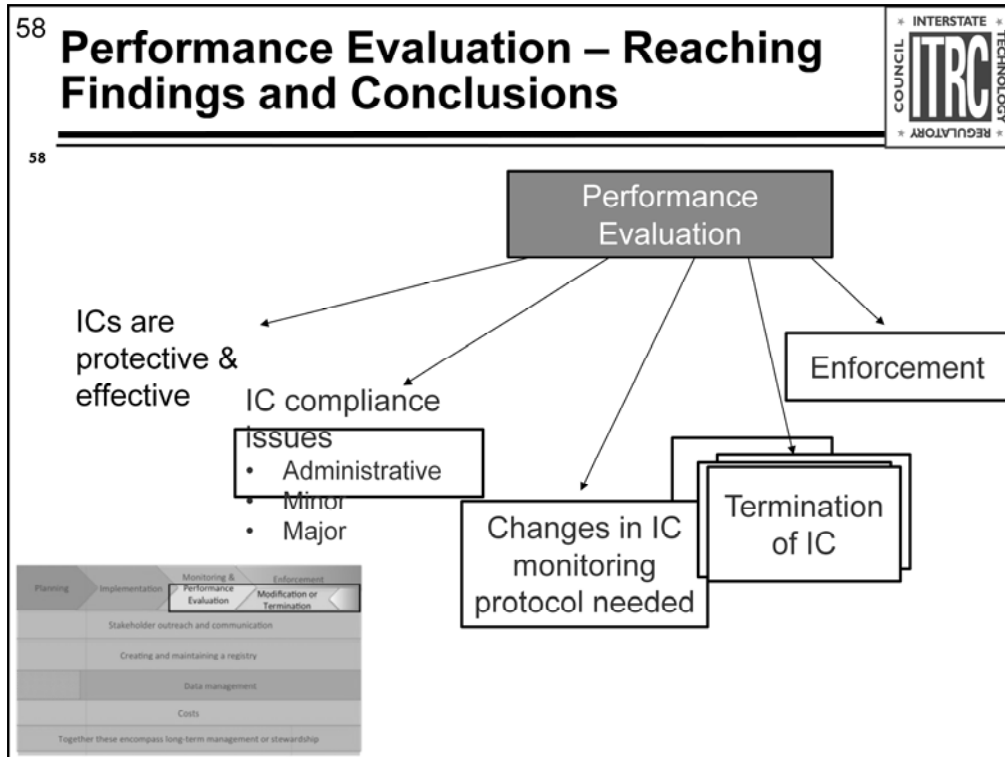 58
Performance Evaluation – Reaching
Findings and Conclusions
INTERSTATE
TECHNOLOGY
REGULATORY
COUNCIL
ITRC
58
Performance
Evaluation
ICs are
protective &
effective
IC compliance
issues
• Administrative
• Minor
• Major
Changes in IC
monitoring
protocol needed
Termination
of IC
Enforcement
Planning
Implementation
Monitoring &
Performance
Evaluation
Enforcement
Modification or
Termination
Stakeholder outreach and communication
Creating and maintaining a registry
Data management
Costs
Together these encompass long-term management or stewardship